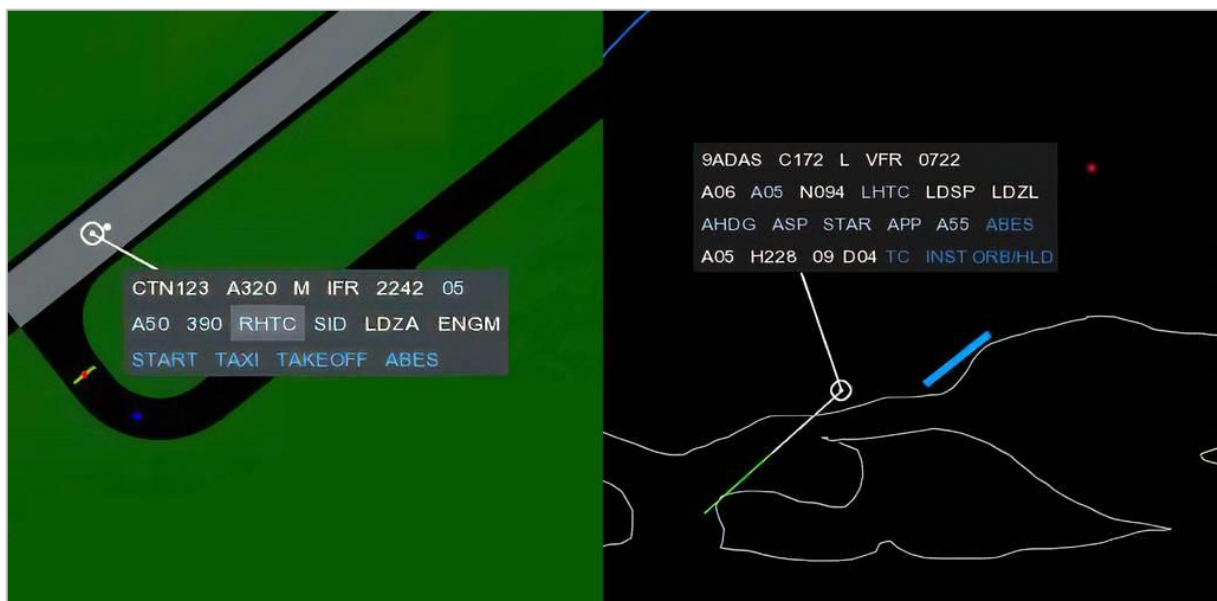 CTN123 A320 M IFR 2242 05
A50 390 RHTC SID LDZA ENGM
START TAXI TAKEOFF ABES
9ADAS C172 L VFR 0722
A06 A05 N094 LHTC LDSP LDZL
AHDG ASP STAR APP A55 ABES
A05 H228 09 D04 TC INST ORB/HLD